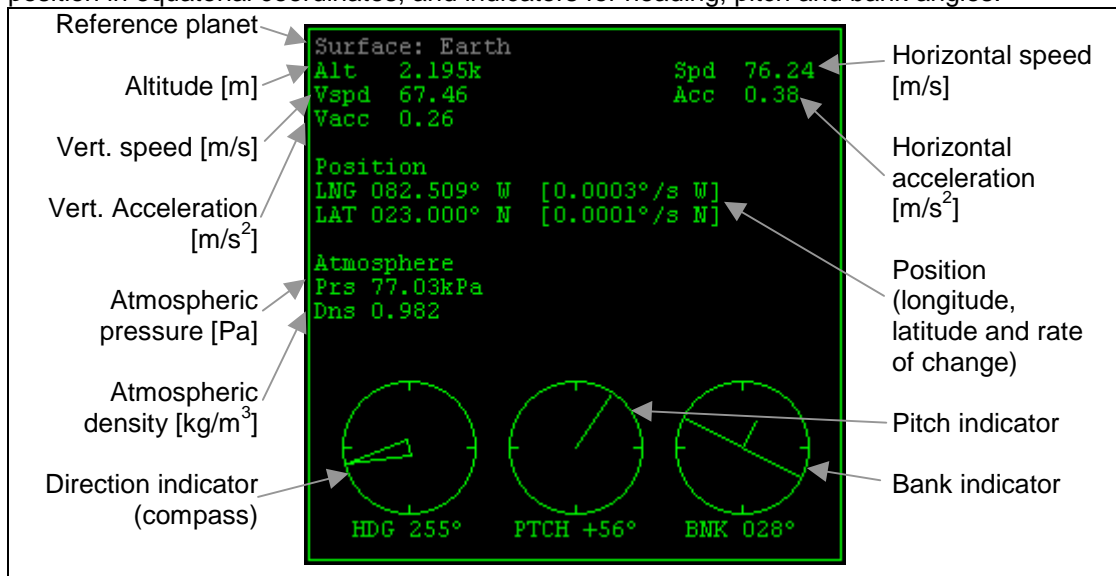 position in equatorial coordinates, and indicators for heading, pitch and bank angles.
Reference planet
Altitude [m]
Vert. speed [m/s]
Vert. Acceleration
[m/s²]
Atmospheric
pressure [Pa]
Atmospheric
density [kg/m³]
Direction indicator
(compass)
Surface: Earth
Alt 2.195k Spd 76.24
Vspd 67.46 Acc 0.38
Vacc 0.26
Position
LNG 082.509° W [0.0003°/s W]
LAT 023.000° N [0.0001°/s N]
Atmosphere
Prs 77.03kPa
Dns 0.982
HDG 255° PTCH +56° BNK 028°
Horizontal speed
[m/s]
Horizontal
acceleration
[m/s²]
Position
(longitude,
latitude and rate
of change)
Pitch indicator
Bank indicator